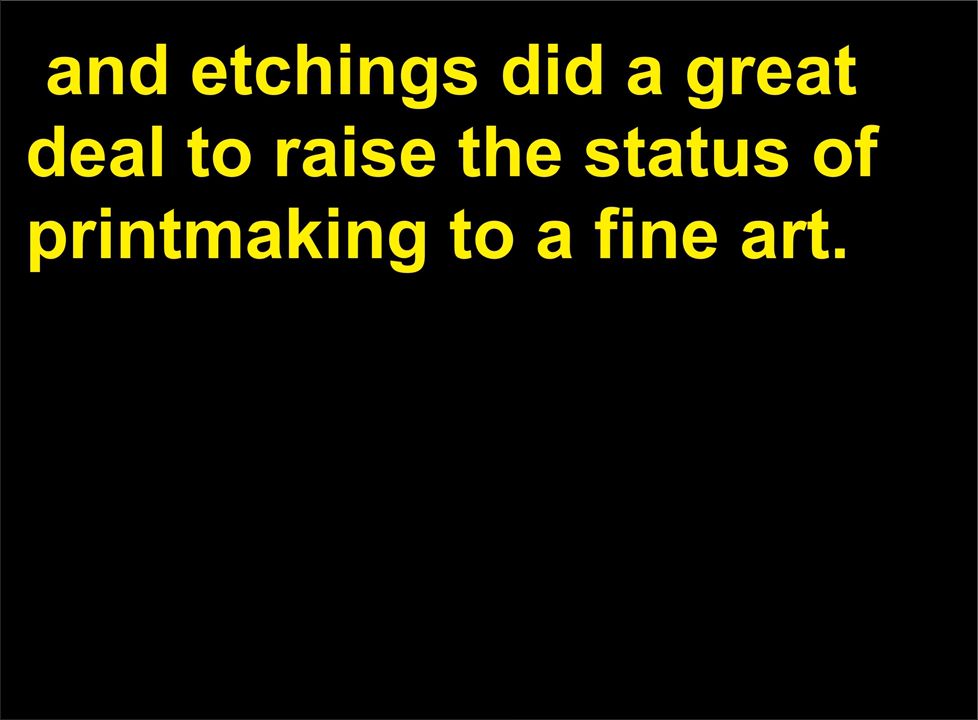 and etchings did a great
deal to raise the status of
printmaking to a fine art.